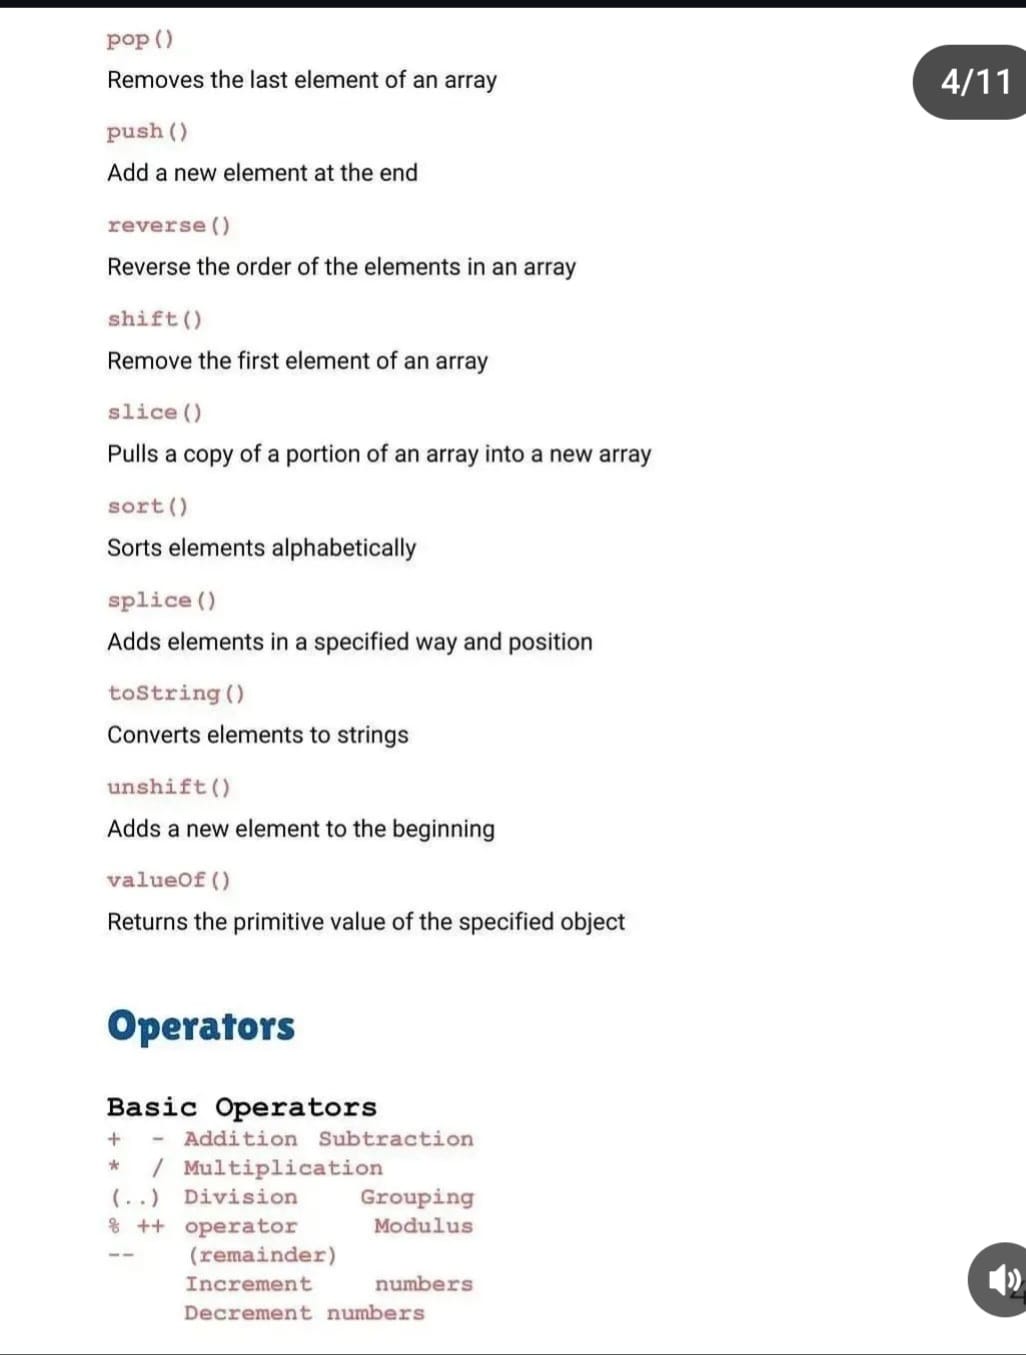 pop()
4/11
Removes the last element of an array
push()
Add a new element at the end
reverse()
Reverse the order of the elements in an array
shift()
Remove the first element of an array
slice()
Pulls a copy of a portion of an array into a new array
sort()
Sorts elements alphabetically
splice()
Adds elements in a specified way and position
toString()
Converts elements to strings
unshift()
Adds a new element to the beginning
valueOf()
Returns the primitive value of the specified object
Operators
Basic Operators
+ - Addition Subtraction
* / Multiplication
(..) Division Grouping
% ++ operator Modulus
-- (remainder)
Increment numbers
Decrement numbers